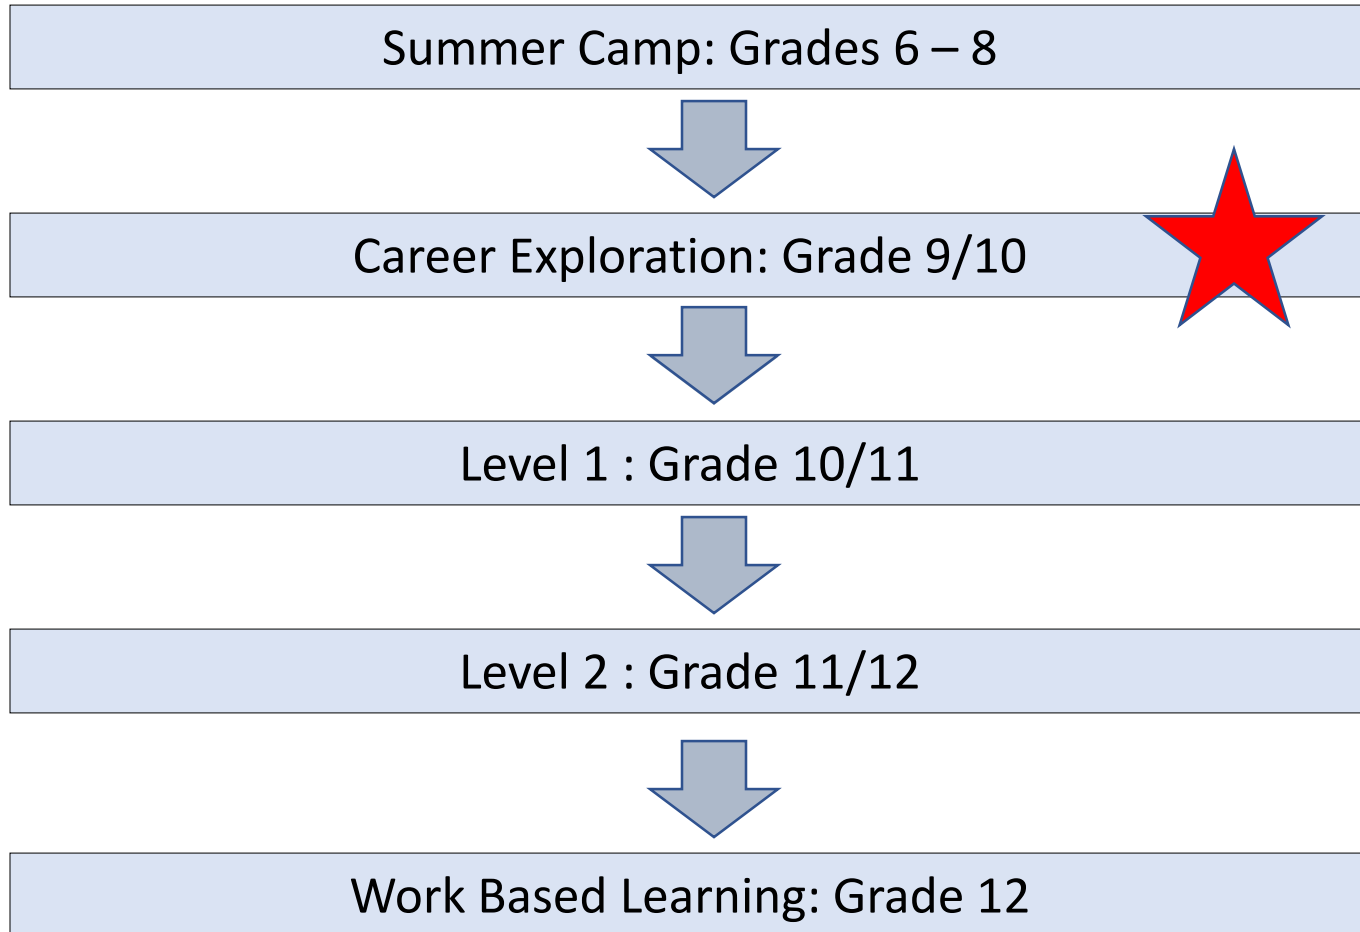 Summer Camp: Grades 6 – 8
Career Exploration: Grade 9/10
Level 1 : Grade 10/11
Level 2 : Grade 11/12
Work Based Learning: Grade 12